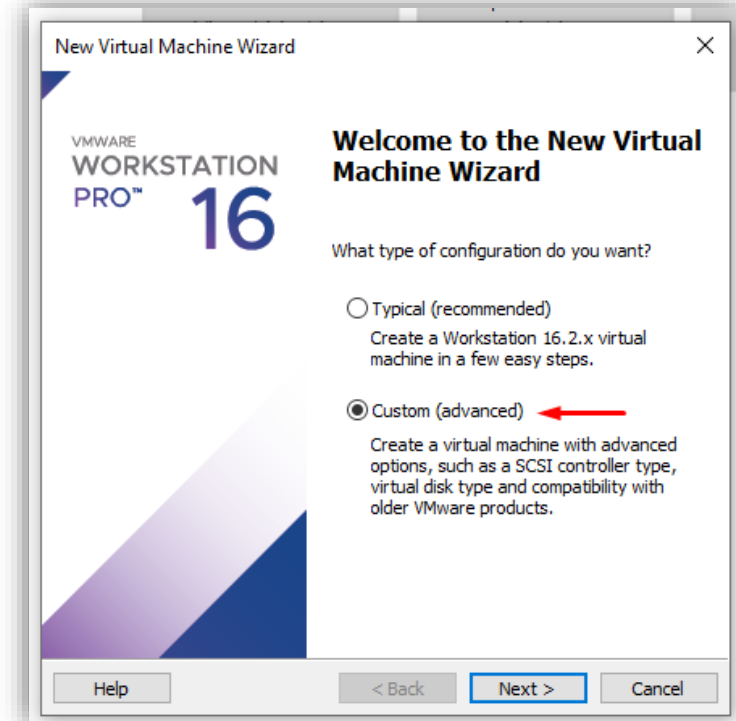 New Virtual Machine Wizard
VMWARE
WORKSTATION
PRO™ 16
Welcome to the New Virtual
Machine Wizard
What type of configuration do you want?
Typical (recommended)
Create a Workstation 16.2.x virtual
machine in a few easy steps.
Custom (advanced)
Create a virtual machine with advanced
options, such as a SCSI controller type,
virtual disk type and compatibility with
older VMware products.
Help
< Back
Next >
Cancel